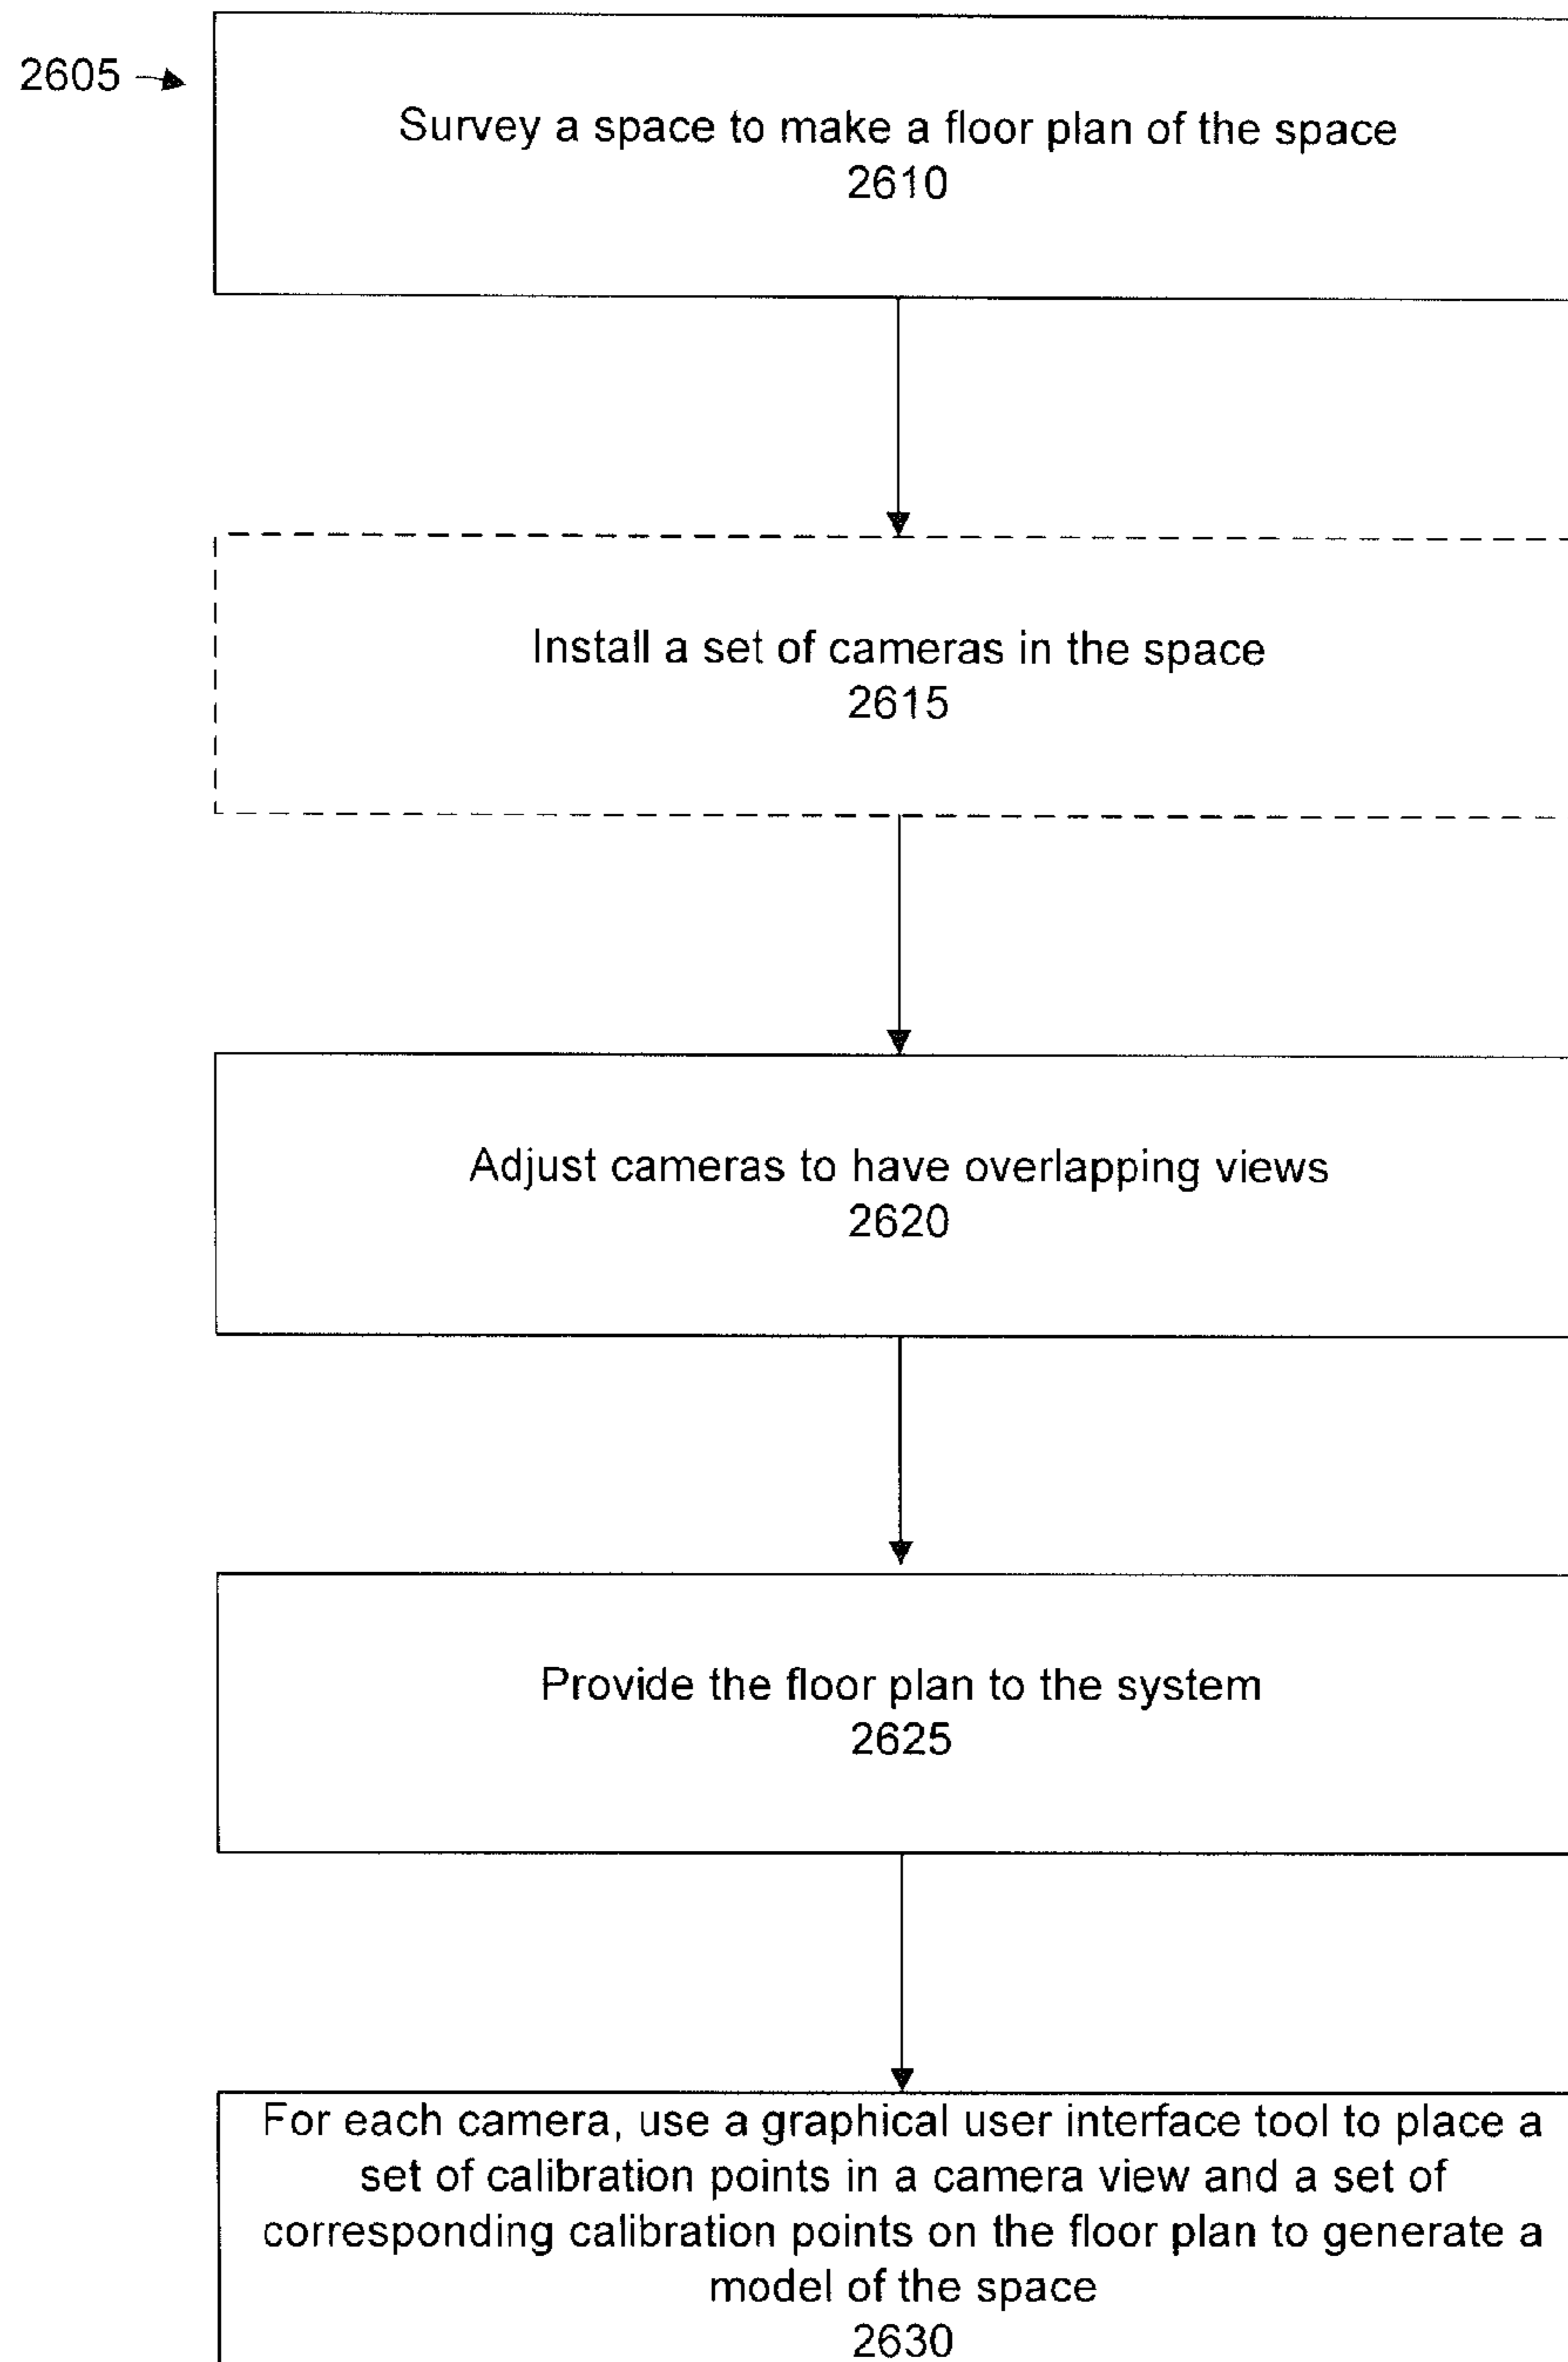 2605
Survey a space to make a floor plan of the space
2610
Install a set of cameras in the space
2615
Adjust cameras to have overlapping views
2620
Provide the floor plan to the system
2625
For each camera, use a graphical user interface tool to place a
set of calibration points in a camera view and a set of
corresponding calibration points on the floor plan to generate a
model of the space
2630